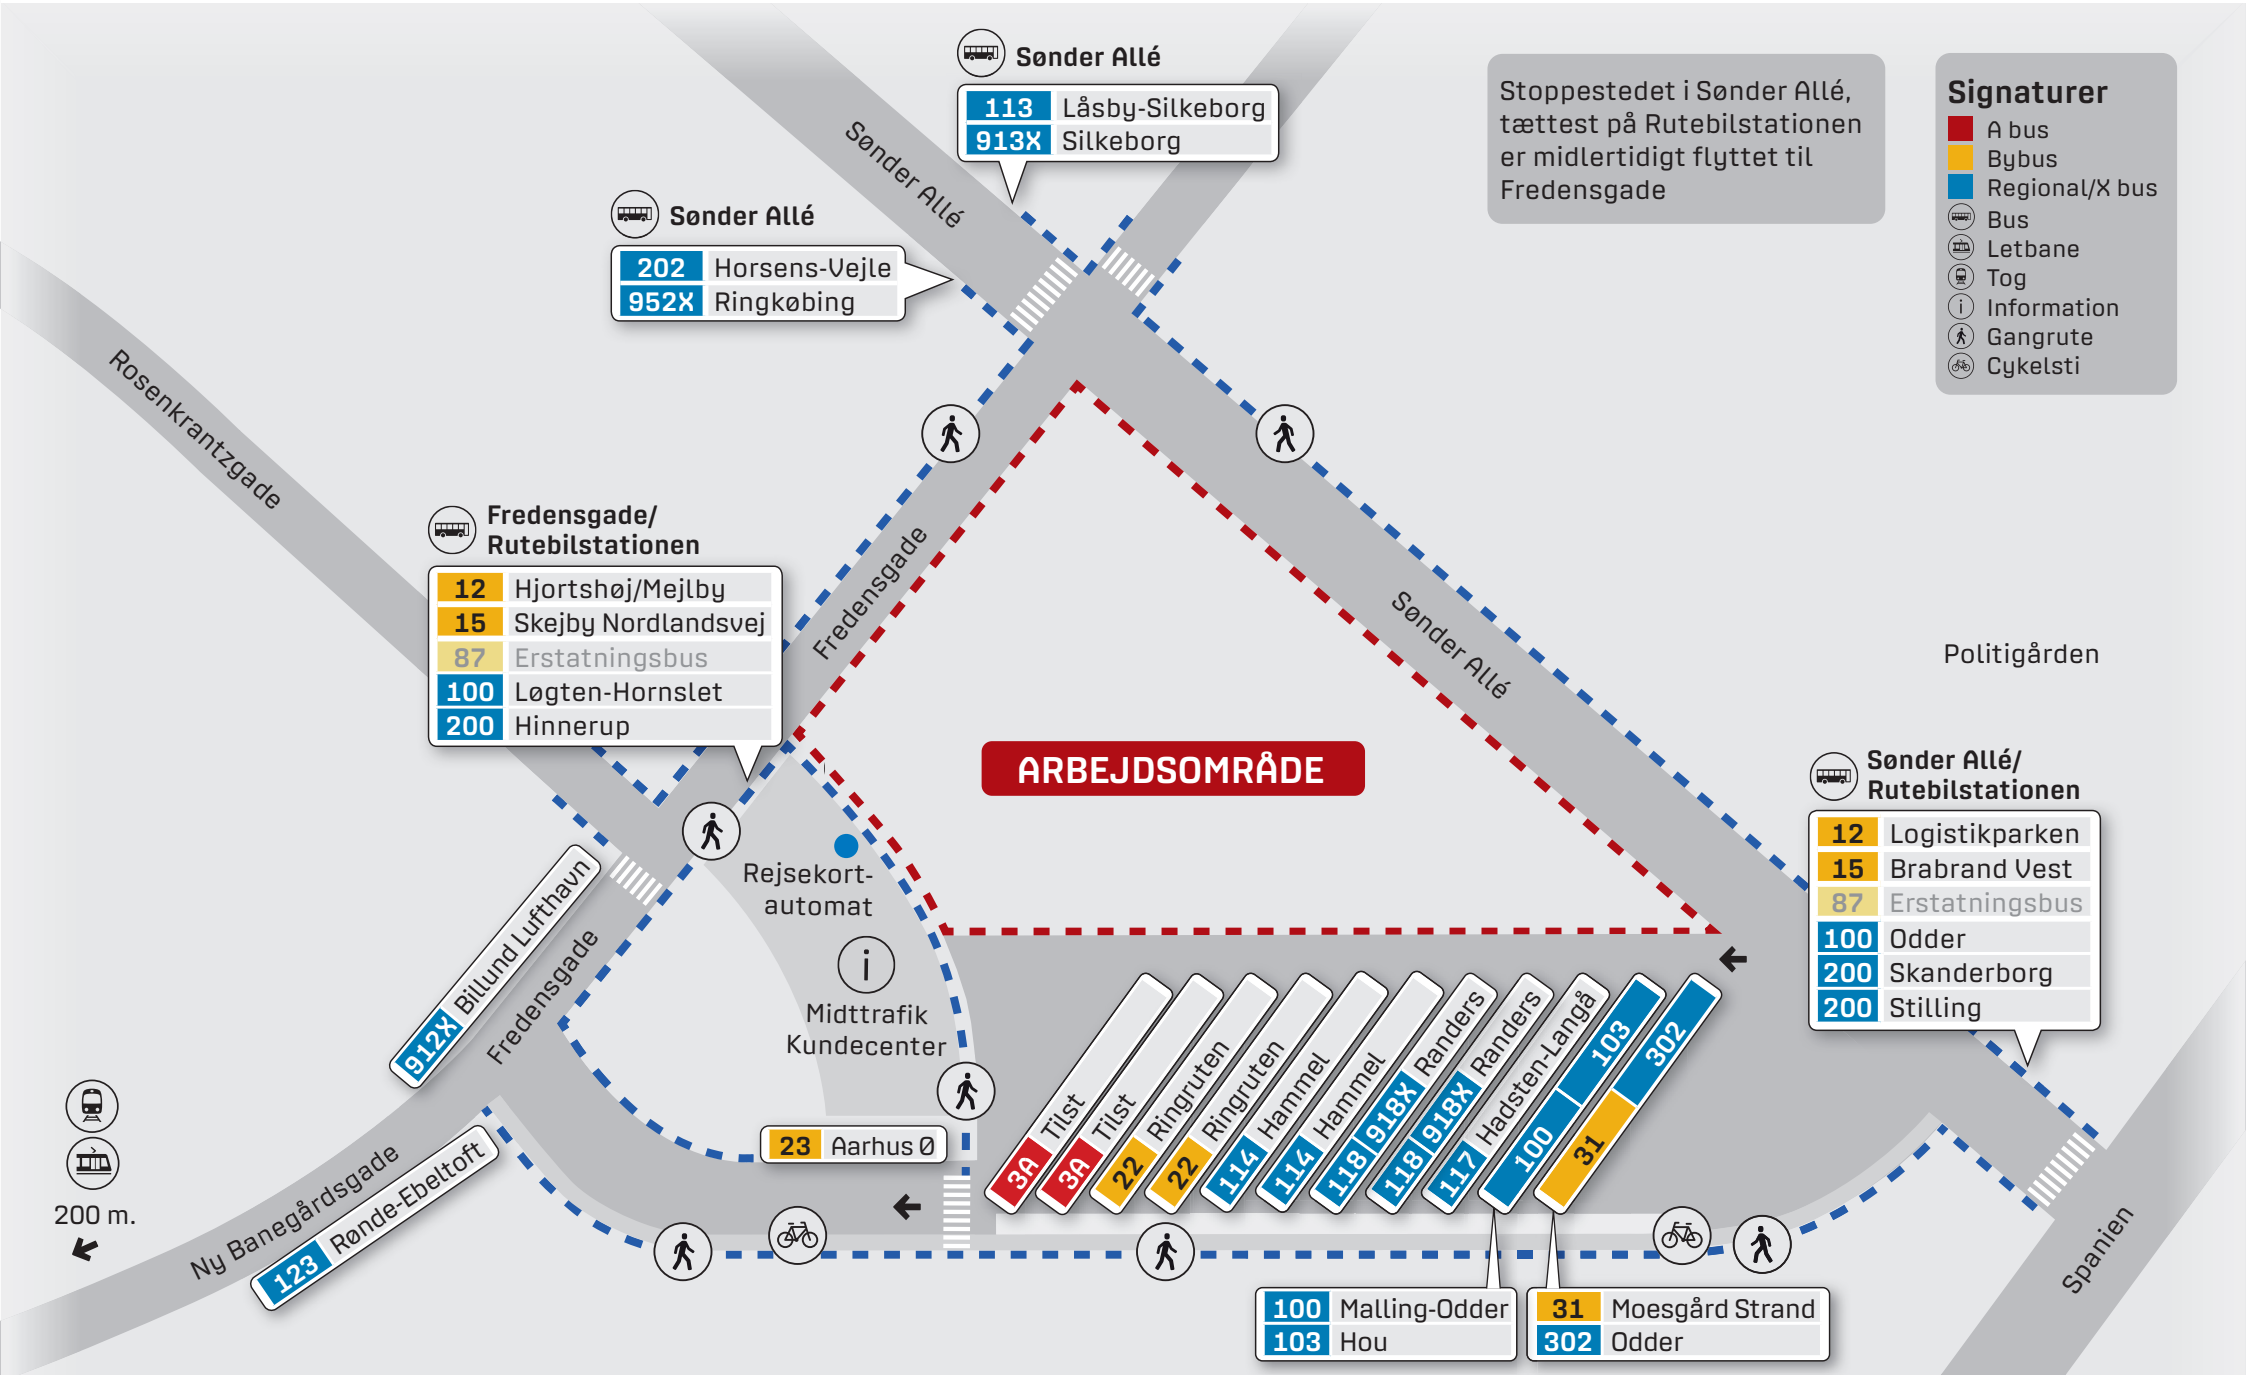 Sønder Allé
113 Låsby-Silkeborg
913X Silkeborg
Sønder Allé
202 Horsens-Vejle
952X Ringkøbing
Stoppestedet i Sønder Allé,
tættest på Rutebilstationen
er midlertidigt flyttet til
Fredensgade
Signaturer
A bus
Bybus
Regional/X bus
Bus
Letbane
Tog
i Information
Gangrute
Cykelsti
Sønder Allé
Rosenkrantzgade
Fredensgade/
Rutebilstationen
12 Hjortshøj/Mejlby
15 Skejby Nordlandsvej
87 Erstatningsbus
100 Løgten-Hornslet
200 Hinnerup
Fredensgade
Sønder Allé
Politigården
ARBEJDSOMRÅDE
Sønder Allé/
Rutebilstationen
12 Logistikparken
15 Brabrand Vest
87 Erstatningsbus
100 Odder
200 Skanderborg
200 Stilling
Rejsekort-
automat
i
Midttrafik
Kundecenter
912X Billund Lufthavn
Fredensgade
23 Aarhus Ø
3A Tilst
3A Tilst
22 Ringruten
22 Ringruten
114 Hammel
114 Hammel
118 918X Randers
118 918X Randers
117 Hadsten-Langå
100 103
31 302
200 m.
Ny Banegårdsgade
123 Rønde-Ebeltoft
Spanien
100 Malling-Odder
103 Hou
31 Moesgård Strand
302 Odder